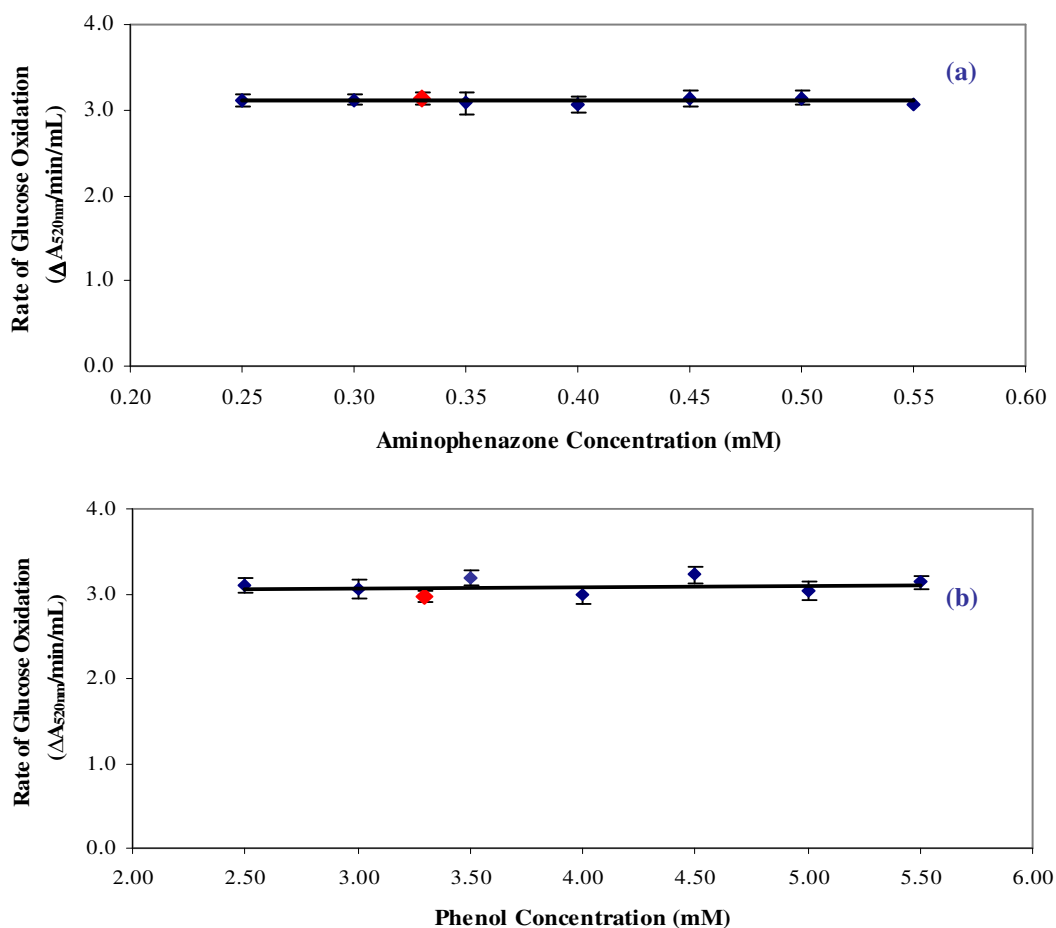 4.0
3.0
2.0
1.0
0.0
Rate of Glucose Oxidation
(ΔA520nm/min/mL)
(a)
0.20 0.25 0.30 0.35 0.40 0.45 0.50 0.55 0.60
Aminophenazone Concentration (mM)
4.0
3.0
2.0
1.0
0.0
Rate of Glucose Oxidation
(ΔA520nm/min/mL)
(b)
2.00 2.50 3.00 3.50 4.00 4.50 5.00 5.50 6.00
Phenol Concentration (mM)